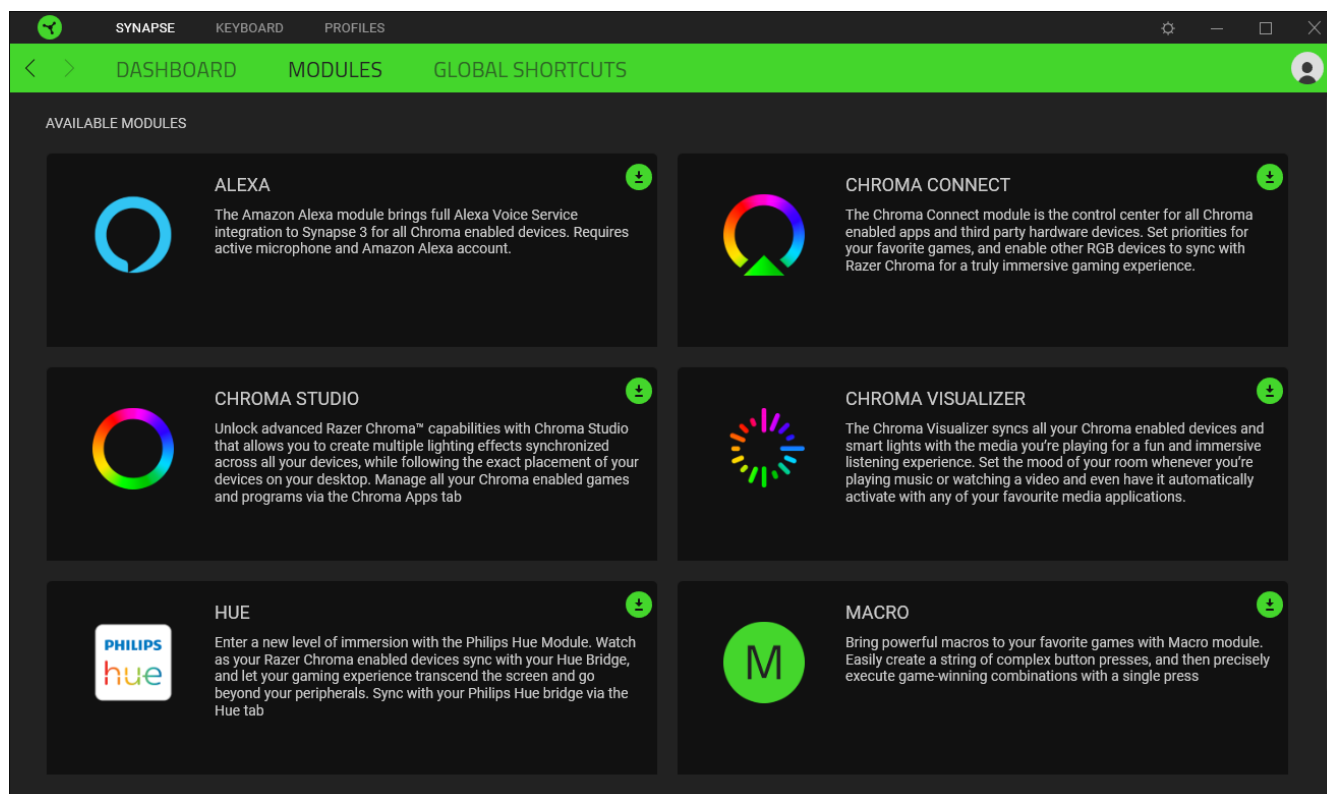 SYNAPSE KEYBOARD PROFILES
DASHBOARD MODULES GLOBAL SHORTCUTS
AVAILABLE MODULES
ALEXA
The Amazon Alexa module brings full Alexa Voice Service
integration to Synapse 3 for all Chroma enabled devices. Requires
active microphone and Amazon Alexa account.
CHROMA CONNECT
The Chroma Connect module is the control center for all Chroma
enabled apps and third party hardware devices. Set priorities for
your favorite games, and enable other RGB devices to sync with
Razer Chroma for a truly immersive gaming experience.
CHROMA STUDIO
Unlock advanced Razer Chroma™ capabilities with Chroma Studio
that allows you to create multiple lighting effects synchronized
across all your devices, while following the exact placement of your
devices on your desktop. Manage all your Chroma enabled games
and programs via the Chroma Apps tab
CHROMA VISUALIZER
The Chroma Visualizer syncs all your Chroma enabled devices and
smart lights with the media you're playing for a fun and immersive
listening experience. Set the mood of your room whenever you're
playing music or watching a video and even have it automatically
activate with any of your favourite media applications.
PHILIPS
hue
HUE
Enter a new level of immersion with the Philips Hue Module. Watch
as your Razer Chroma enabled devices sync with your Hue Bridge,
and let your gaming experience transcend the screen and go
beyond your peripherals. Sync with your Philips Hue bridge via the
Hue tab
M
MACRO
Bring powerful macros to your favorite games with Macro module.
Easily create a string of complex button presses, and then precisely
execute game-winning combinations with a single press